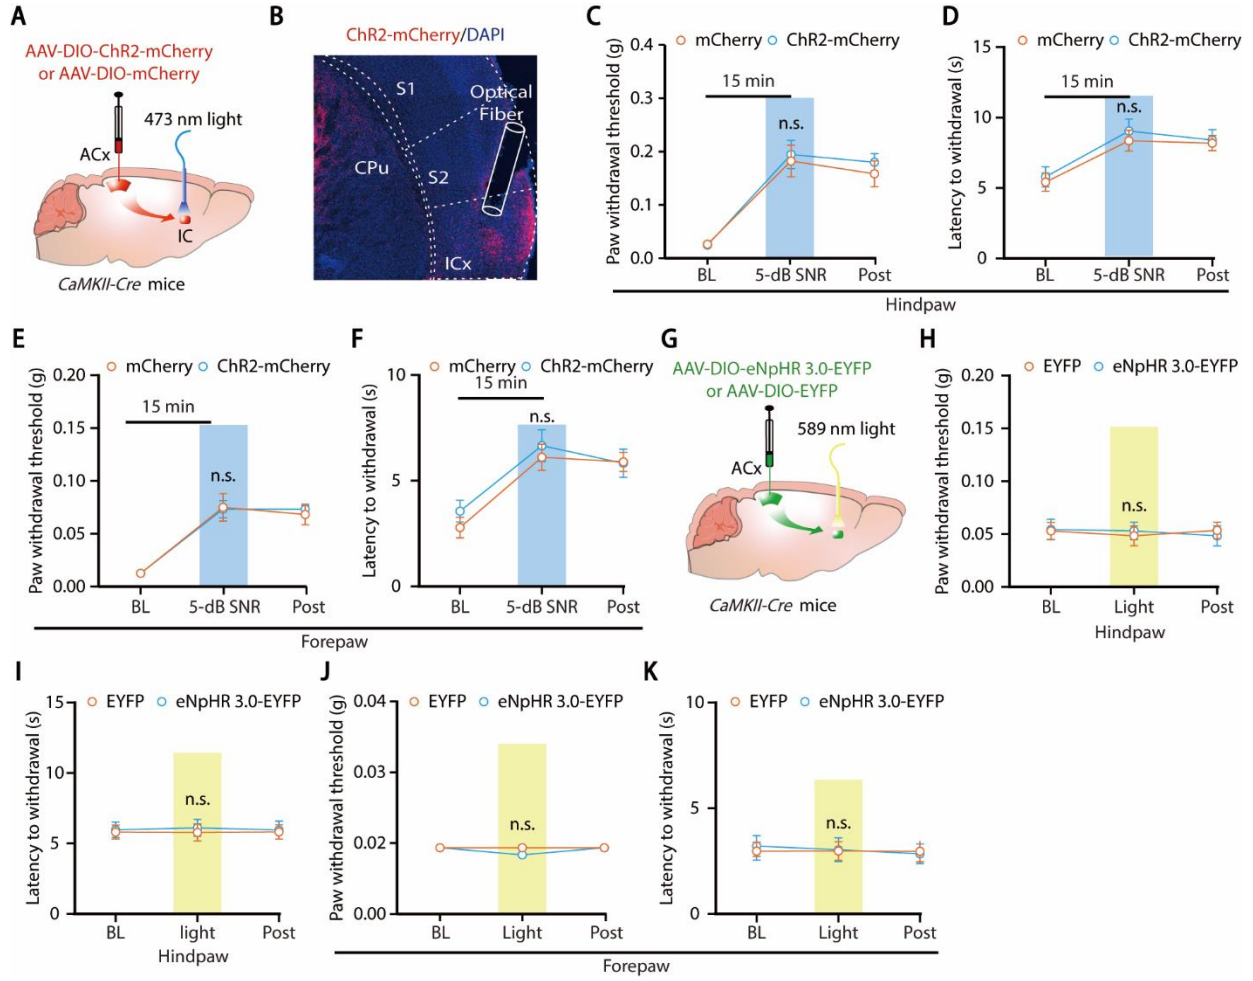 A
AAV-DIO-ChR2-mCherry
or AAV-DIO-mCherry
473 nm light
ACx
IC
CaMKII-Cre mice
B
ChR2-mCherry/DAPI
S1
Optical
Fiber
CPu
S2
ICx
C
mCherry ChR2-mCherry
Paw withdrawal threshold (g)
0.4
0.3
0.2
0.1
0.0
15 min
n.s.
BL 5-dB SNR Post
D
mCherry ChR2-mCherry
Latency to withdrawal (s)
15
10
5
0
15 min
n.s.
BL 5-dB SNR Post
Hindpaw
E
mCherry ChR2-mCherry
Paw withdrawal threshold (g)
0.20
0.15
0.10
0.05
0.00
15 min
n.s.
BL 5-dB SNR Post
F
mCherry ChR2-mCherry
Latency to withdrawal (s)
10
5
0
15 min
n.s.
BL 5-dB SNR Post
Forepaw
G
AAV-DIO-eNpHR 3.0-EYFP
or AAV-DIO-EYFP
589 nm light
ACx
CaMKII-Cre mice
H
EYFP eNpHR 3.0-EYFP
Paw withdrawal threshold (g)
0.20
0.15
0.10
0.05
0.00
n.s.
BL Light Post
Hindpaw
I
EYFP eNpHR 3.0-EYFP
Latency to withdrawal (s)
15
10
5
0
n.s.
BL light Post
Hindpaw
J
EYFP eNpHR 3.0-EYFP
Paw withdrawal threshold (g)
0.04
0.03
0.02
0.00
n.s.
BL Light Post
K
EYFP eNpHR 3.0-EYFP
Latency to withdrawal (s)
10
5
0
n.s.
BL Light Post
Forepaw